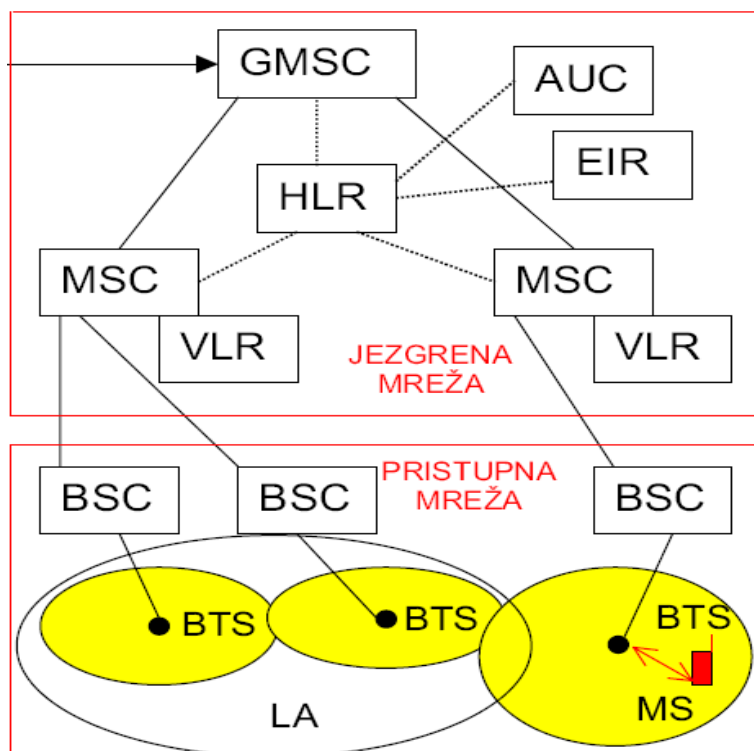 GMSC
AUC
EIR
HLR
MSC
MSC
VLR
VLR
JEZGRENA
MREŽA
PRISTUPNA
MREŽA
BSC
BSC
BSC
BTS
BTS
BTS
MS
LA